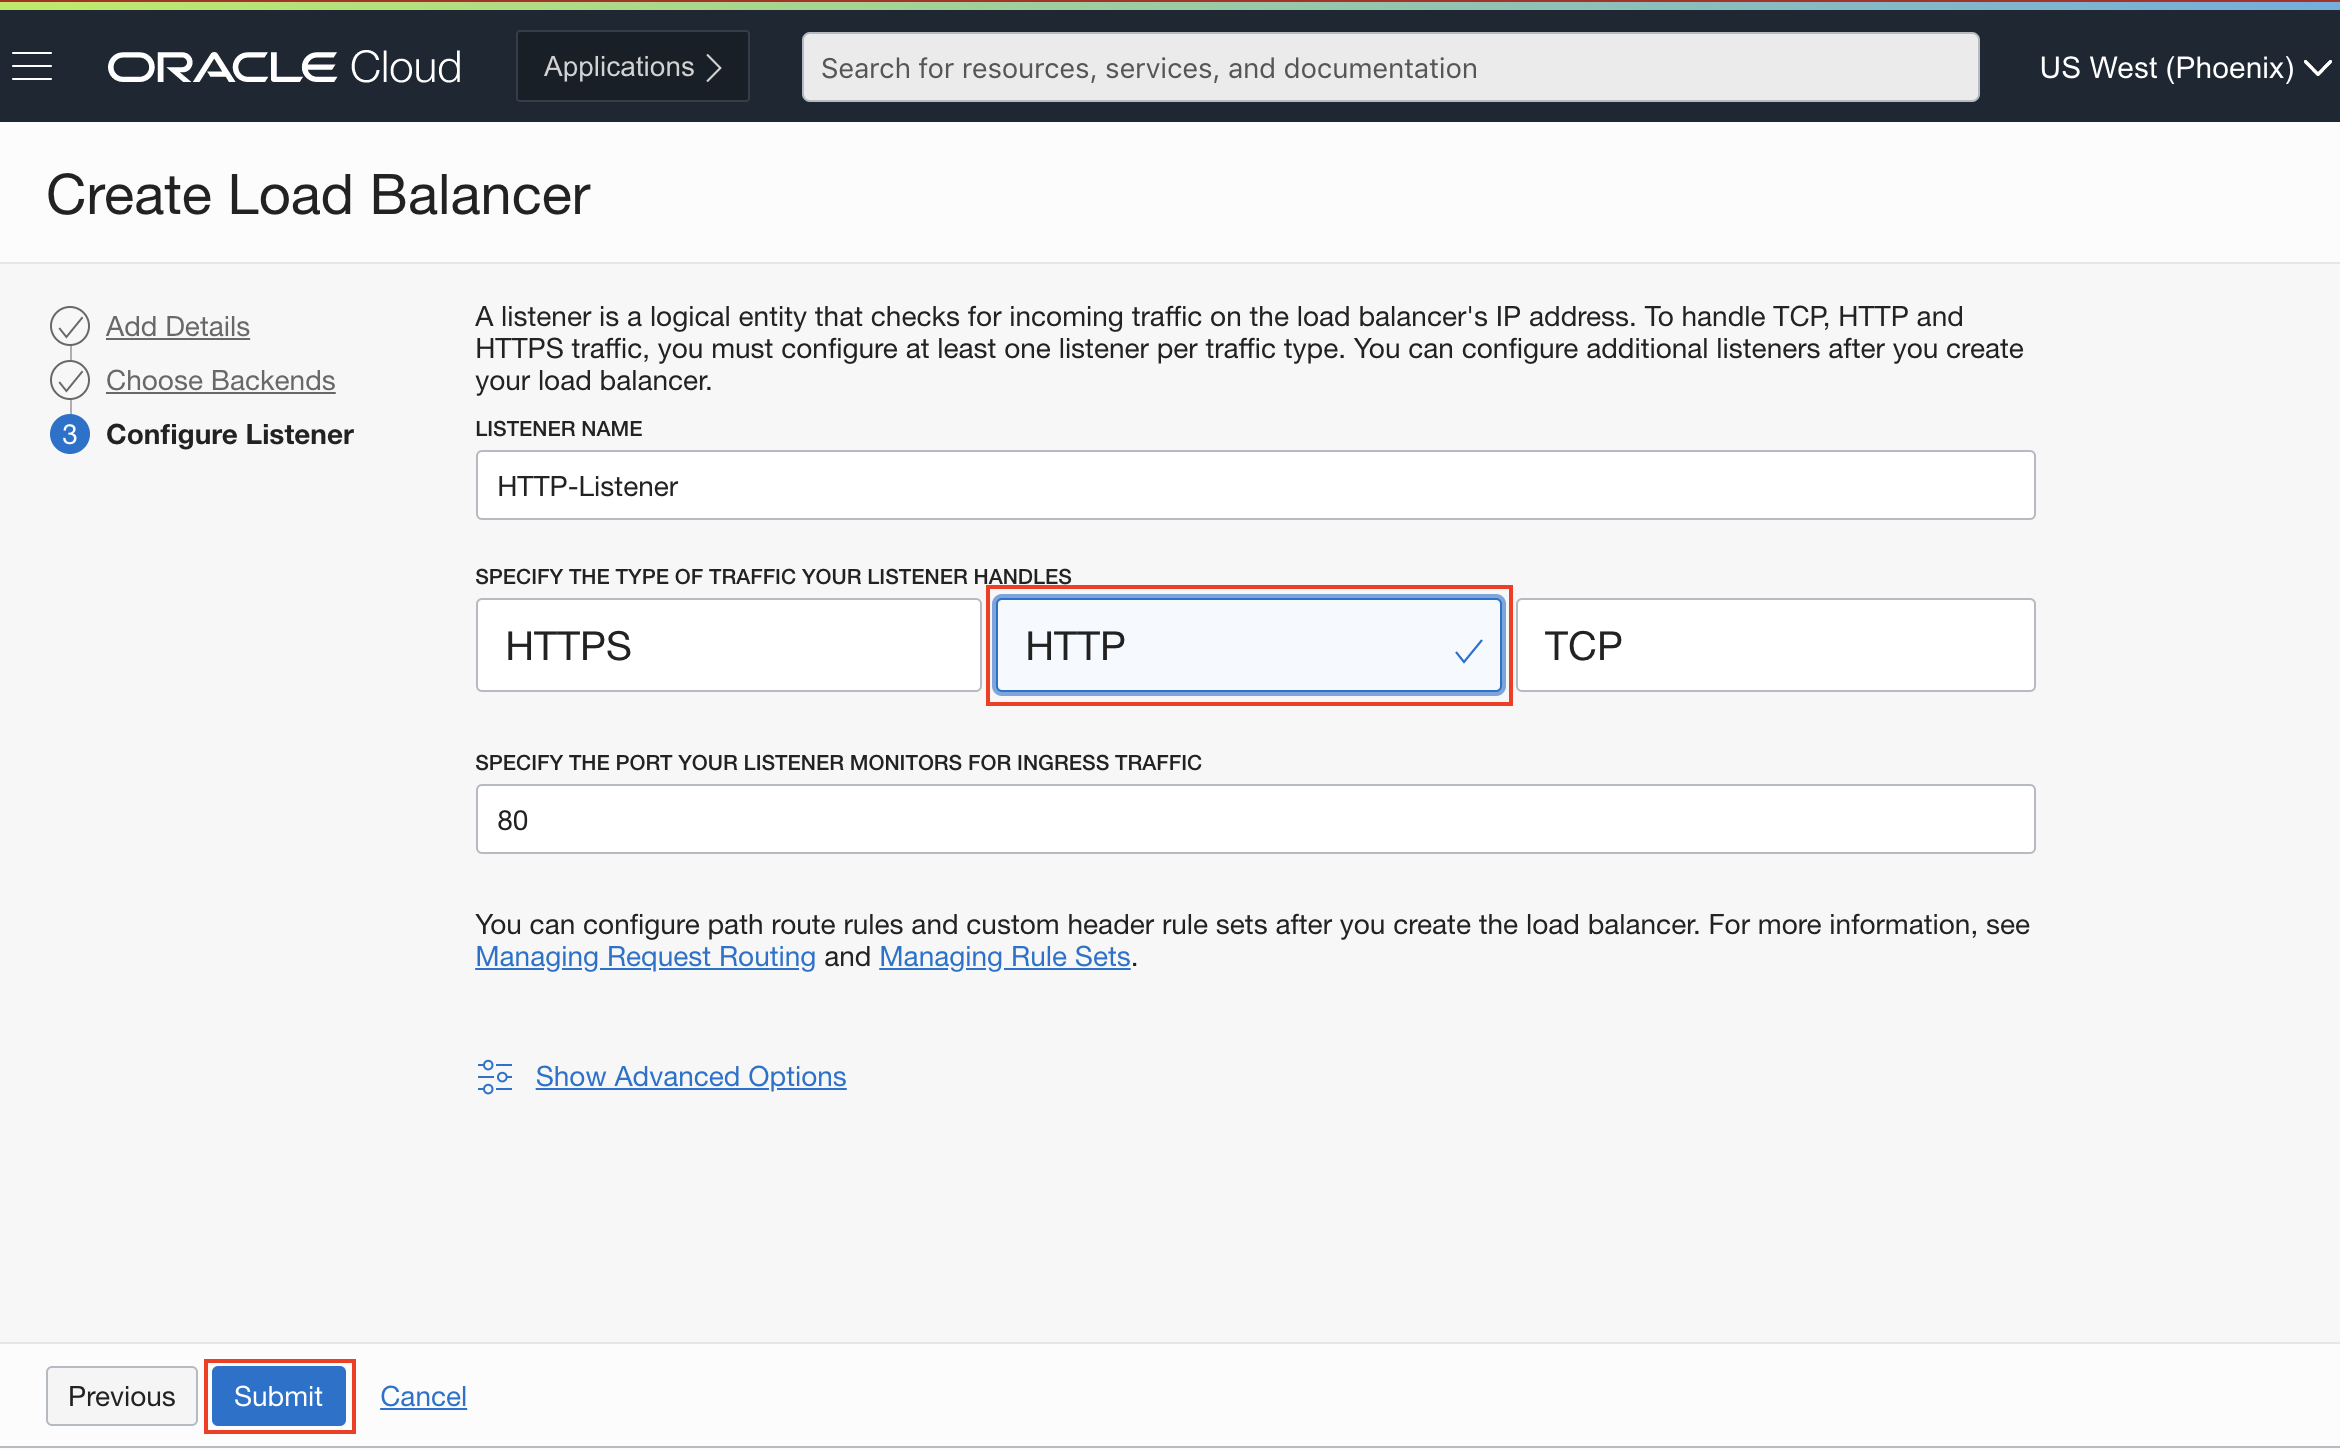 ORACLE Cloud
Applications
Search for resources, services, and documentation
US West (Phoenix)
Create Load Balancer
Add Details
Choose Backends
3 Configure Listener
A listener is a logical entity that checks for incoming traffic on the load balancer's IP address. To handle TCP, HTTP and
HTTPS traffic, you must configure at least one listener per traffic type. You can configure additional listeners after you create
your load balancer.
LISTENER NAME
HTTP-Listener
SPECIFY THE TYPE OF TRAFFIC YOUR LISTENER HANDLES
HTTPS
HTTP
TCP
SPECIFY THE PORT YOUR LISTENER MONITORS FOR INGRESS TRAFFIC
80
You can configure path route rules and custom header rule sets after you create the load balancer. For more information, see
Managing Request Routing and Managing Rule Sets.
Show Advanced Options
Previous
Submit
Cancel